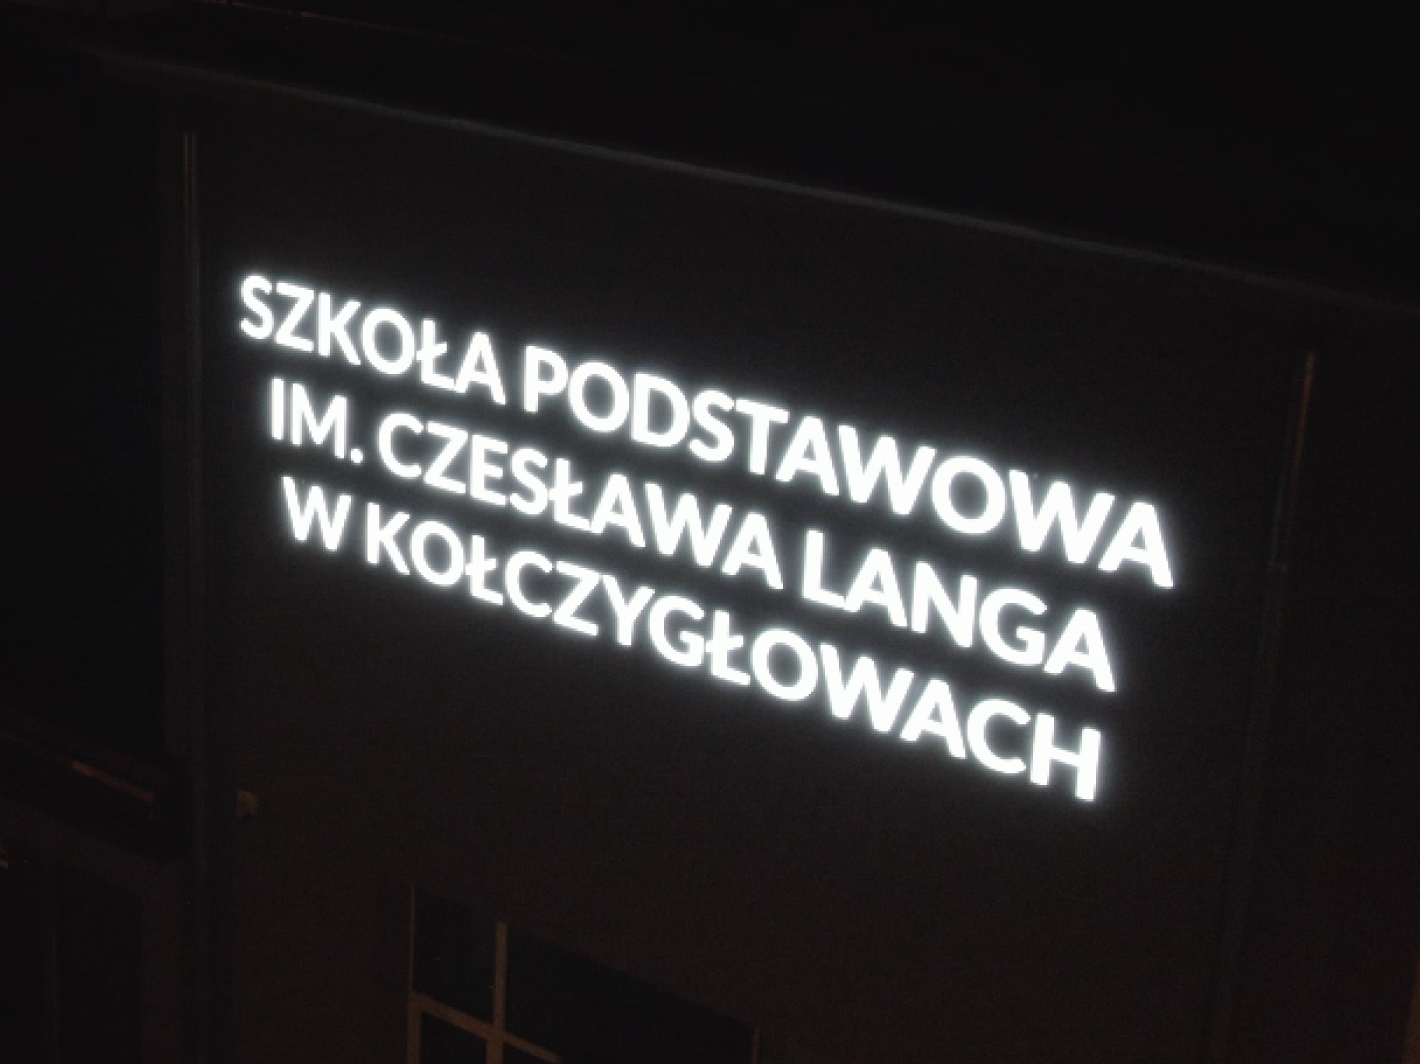 SZKOŁA PODSTAWOWA
IM. CZESŁAWA LANGA
W KOŁCZYGŁOWACH